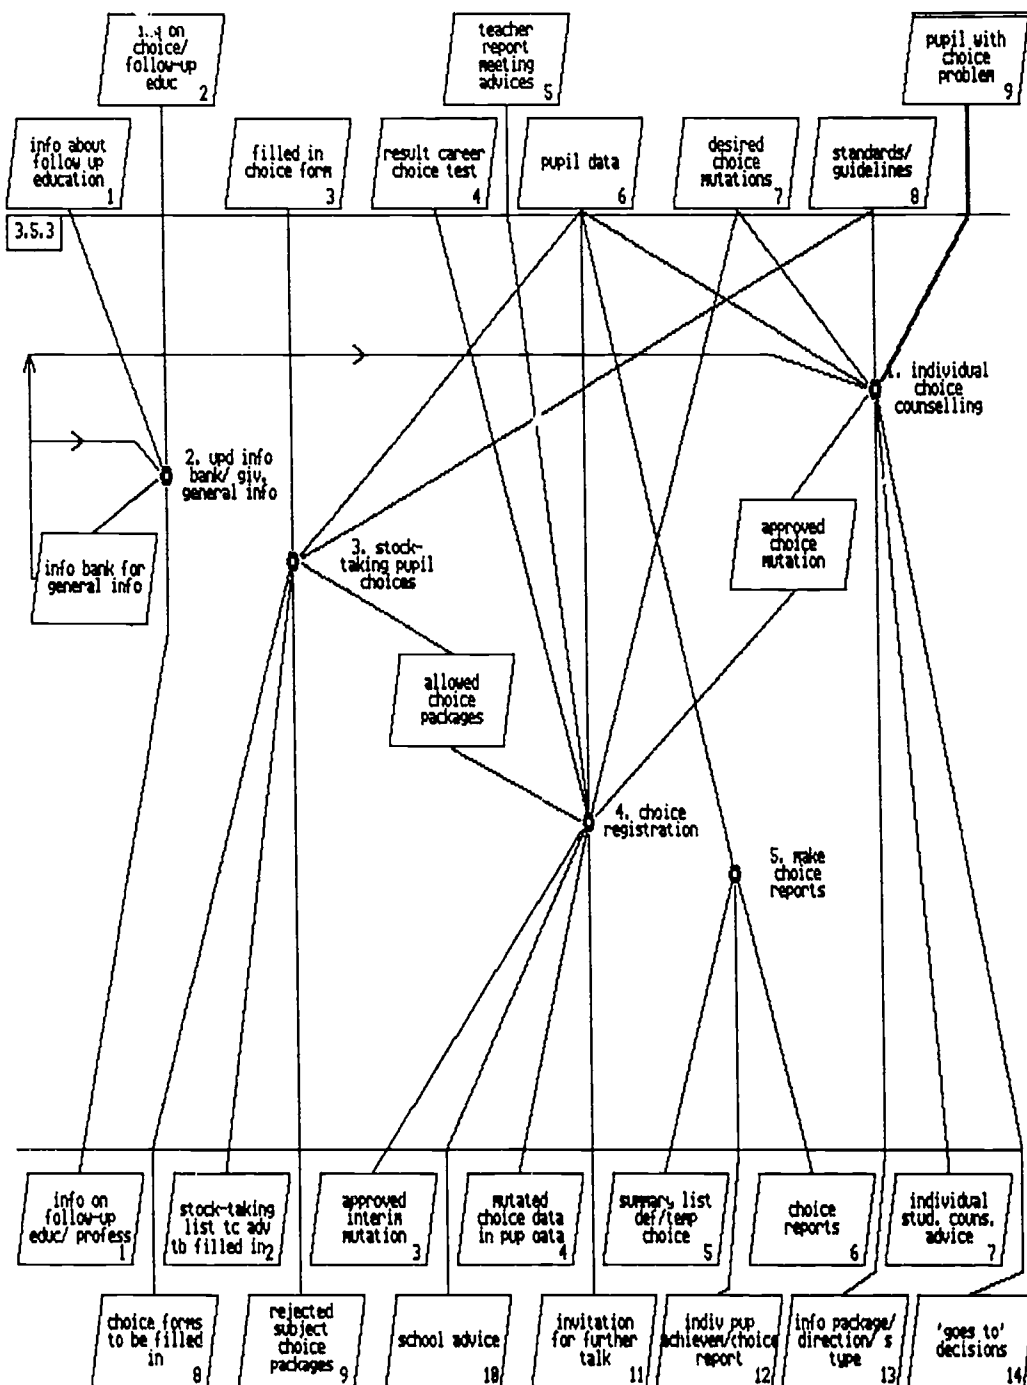 on
choice/
follow-up
educ
2
teacher
report
meeting
advices
5
pupil with
choice
problem
9
info about
follow up
education
1
filled in
choice form
3
result career
choice test
4
pupil data
6
desired
choice
mutations
7
standards/
guidelines
8
3.5.3
1. individual
choice
counselling
2. upd info
bank/ giv.
general info
info bank for
general info
3. stock-
taking pupil
choices
approved
choice
mutation
allowed
choice
packages
4. choice
registration
5. make
choice
reports
info on
follow-up
educ/ profess
1
stock-taking
list tc adv
tb filled in
2
approved
interim
mutation
3
mutated
choice data
in pup data
4
summary list
def/temp
choice
5
choice
reports
6
individual
stud. couns.
advice
7
choice forms
to be filled
in
8
rejected
subject
choice
packages
9
school advice
10
invitation
for further
talk
11
indiv pup
achievem/choice
report
12
info package/
direction/ s
type
13
'goes to'
decisions
14